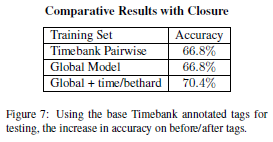 Comparative Results with Closure
Training Set Accuracy
Timebank Pairwise 66.8%
Global Model 66.8%
Global + time/bethard 70.4%
Figure 7: Using the base Timebank annotated tags for
testing, the increase in accuracy on before/after tags.